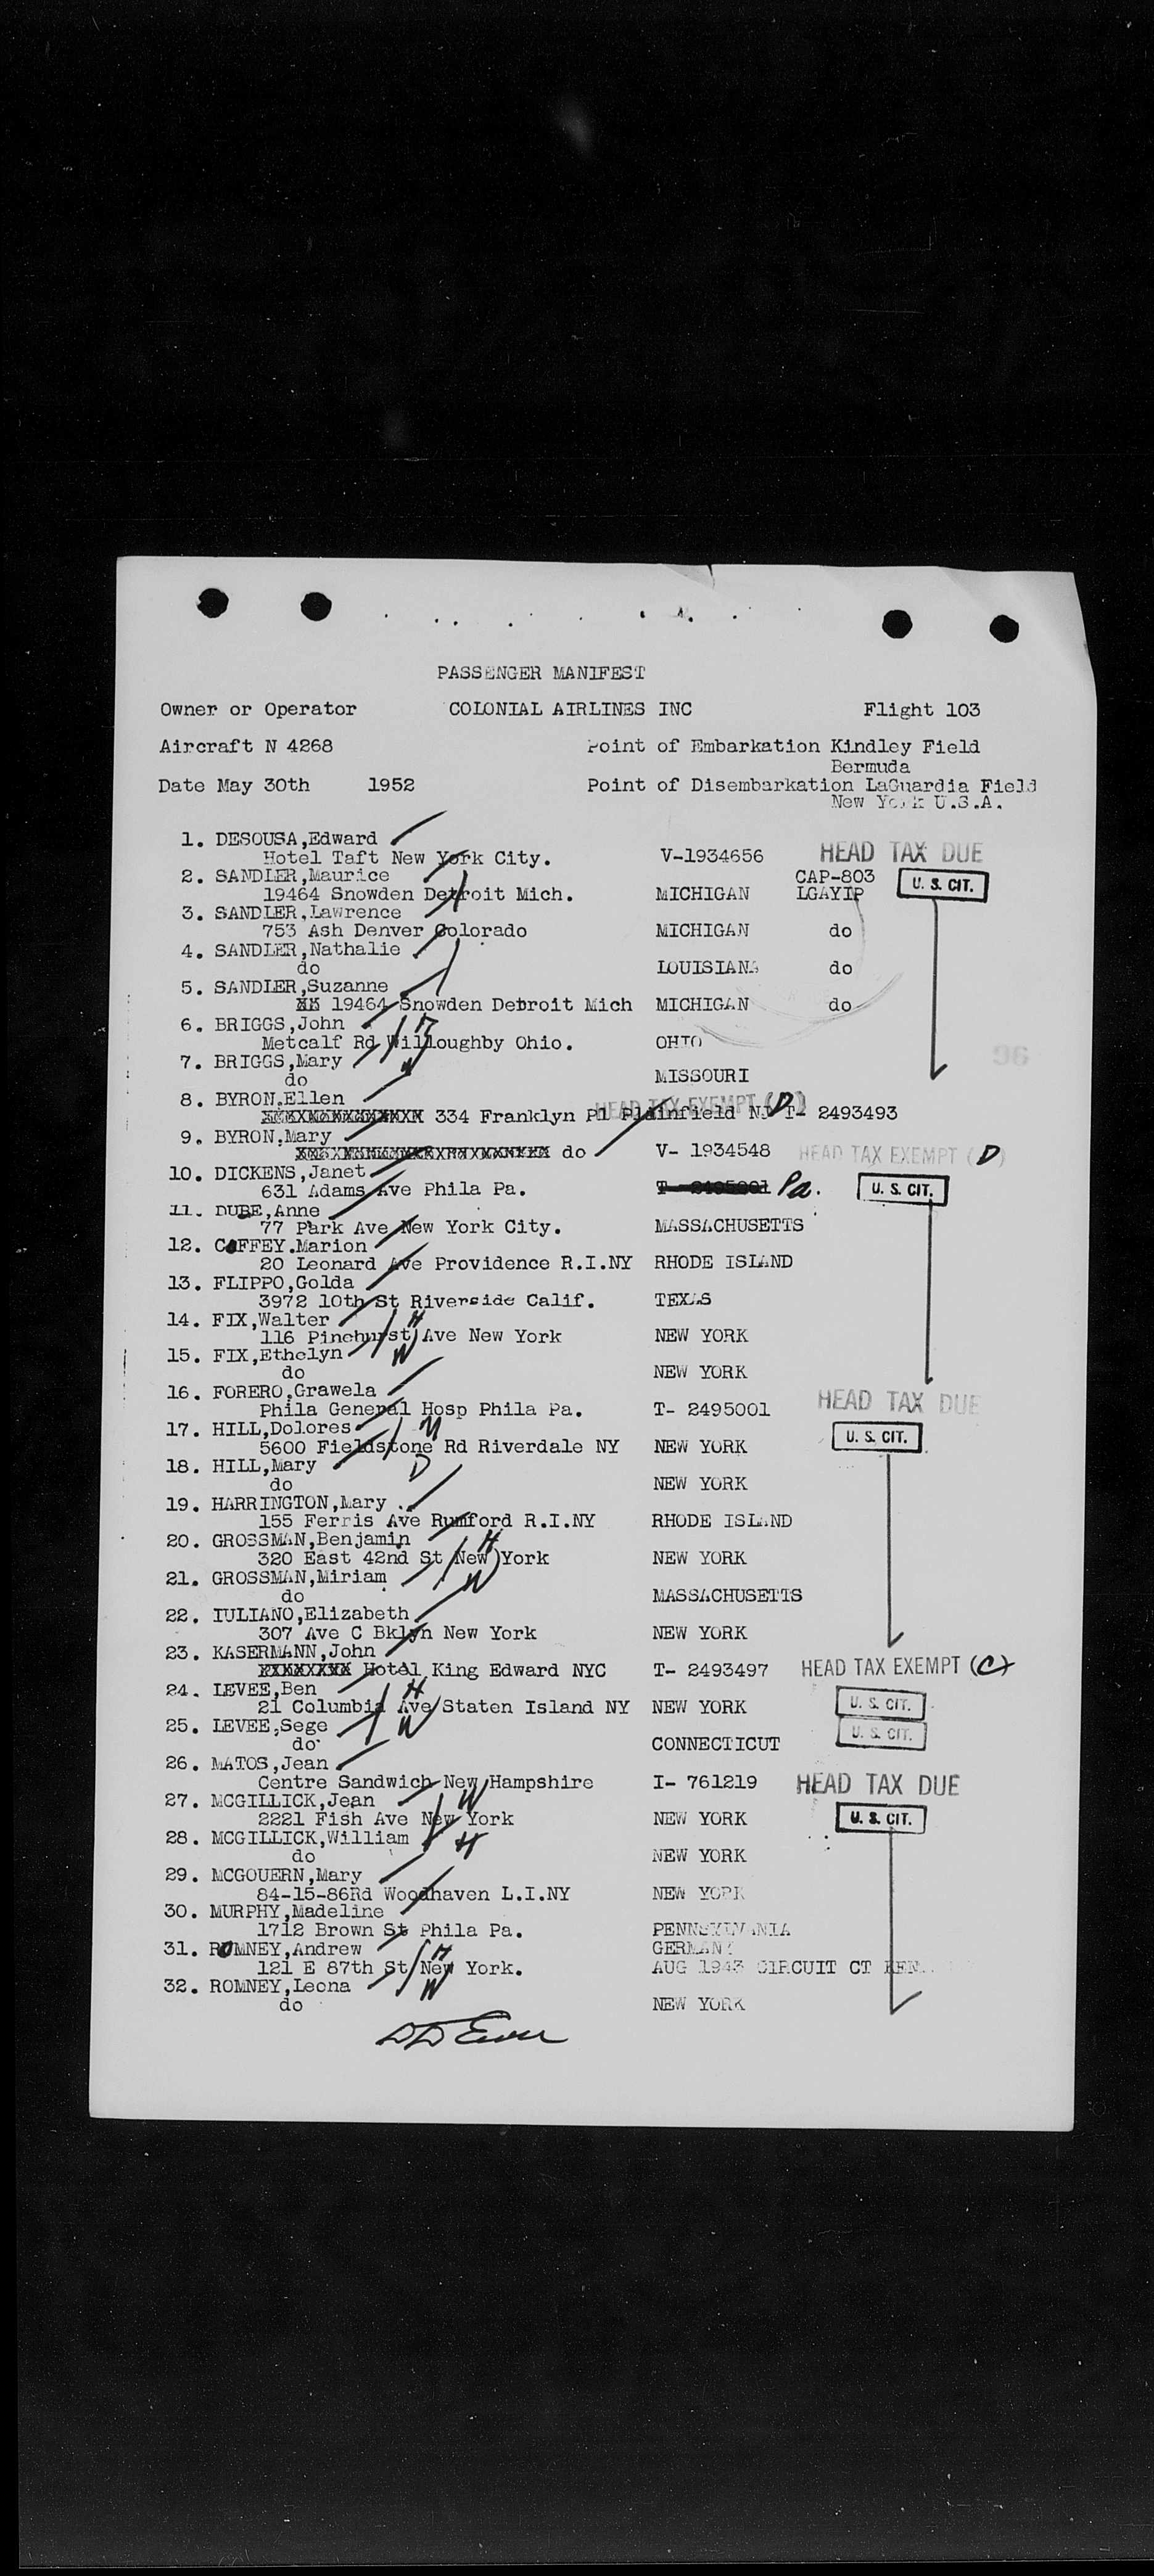 PASSENGER MANIFEST
Owner or Operator COLONIAL AIRLINES INC Flight 103
Aircraft N 4268 Point of Embarkation Kindley Field
Bermuda
Date May 30th 1952 Point of Disembarkation LaGuardia Field
New York U.S.A.
1. DESOUSA,Edward
Hotel Taft New York City. V-1934656 HEAD TAX DUE
2. SANDLER,Maurice CAP-803 U. S. CIT.
19464 Snowden Detroit Mich. MICHIGAN LGAYIP
3. SANDLER,Lawrence
753 Ash Denver Colorado MICHIGAN do
4. SANDLER,Nathalie
do LOUISIANA do
5. SANDLER,Suzanne
19464 Snowden Detroit Mich MICHIGAN do
6. BRIGGS,John H
Metcalf Rd Willoughby Ohio. OHIO
7. BRIGGS,Mary W
do MISSOURI
8. BYRON.Ellen HEAD TAX EXEMPT (D)
334 Franklyn Pl Plainfield NJ T- 2493493
9. BYRON.Mary
do V- 1934548 HEAD TAX EXEMPT (D)
10. DICKENS,Janet
631 Adams Ave Phila Pa. T- 2495001 Pa. U. S. CIT.
11. DUBE,Anne
77 Park Ave New York City. MASSACHUSETTS
12. COFFEY.Marion
20 Leonard Ave Providence R.I.NY RHODE ISLAND
13. FLIPPO,Golda
3972 10th St Riverside Calif. TEXAS
14. FIX,Walter H
116 Pinehurst Ave New York NEW YORK
15. FIX,Ethelyn W
do NEW YORK
16. FORERO,Grawela
Phila General Hosp Phila Pa. T- 2495001 HEAD TAX DUE
17. HILL,Dolores M
5600 Fieldstone Rd Riverdale NY NEW YORK U. S. CIT.
18. HILL,Mary D
do NEW YORK
19. HARRINGTON,Mary
155 Ferris Ave Rumford R.I.NY RHODE ISLAND
20. GROSSMAN,Benjamin H
320 East 42nd St New York NEW YORK
21. GROSSMAN,Miriam W
do MASSACHUSETTS
22. IULIANO,Elizabeth
307 Ave C Bklyn New York NEW YORK
23. KASERMANN,John
Hotel King Edward NYC T- 2493497 HEAD TAX EXEMPT (C)
24. LEVEE,Ben H
21 Columbia Ave Staten Island NY NEW YORK U. S. CIT.
25. LEVEE,Sege W U. S. CIT.
do CONNECTICUT
26. MATOS,Jean
Centre Sandwich New Hampshire I- 761219 HEAD TAX DUE
27. MCGILLICK,Jean W
2221 Fish Ave New York NEW YORK U. S. CIT.
28. MCGILLICK,William H
do NEW YORK
29. MCGOUERN,Mary
84-15-86Rd Woodhaven L.I.NY NEW YORK
30. MURPHY,Madeline
1712 Brown St Phila Pa. PENNSYLVANIA
31. ROMNEY,Andrew H GERMANY
121 E 87th St New York. AUG 1943 CIRCUIT CT
32. ROMNEY,Leona W
do NEW YORK